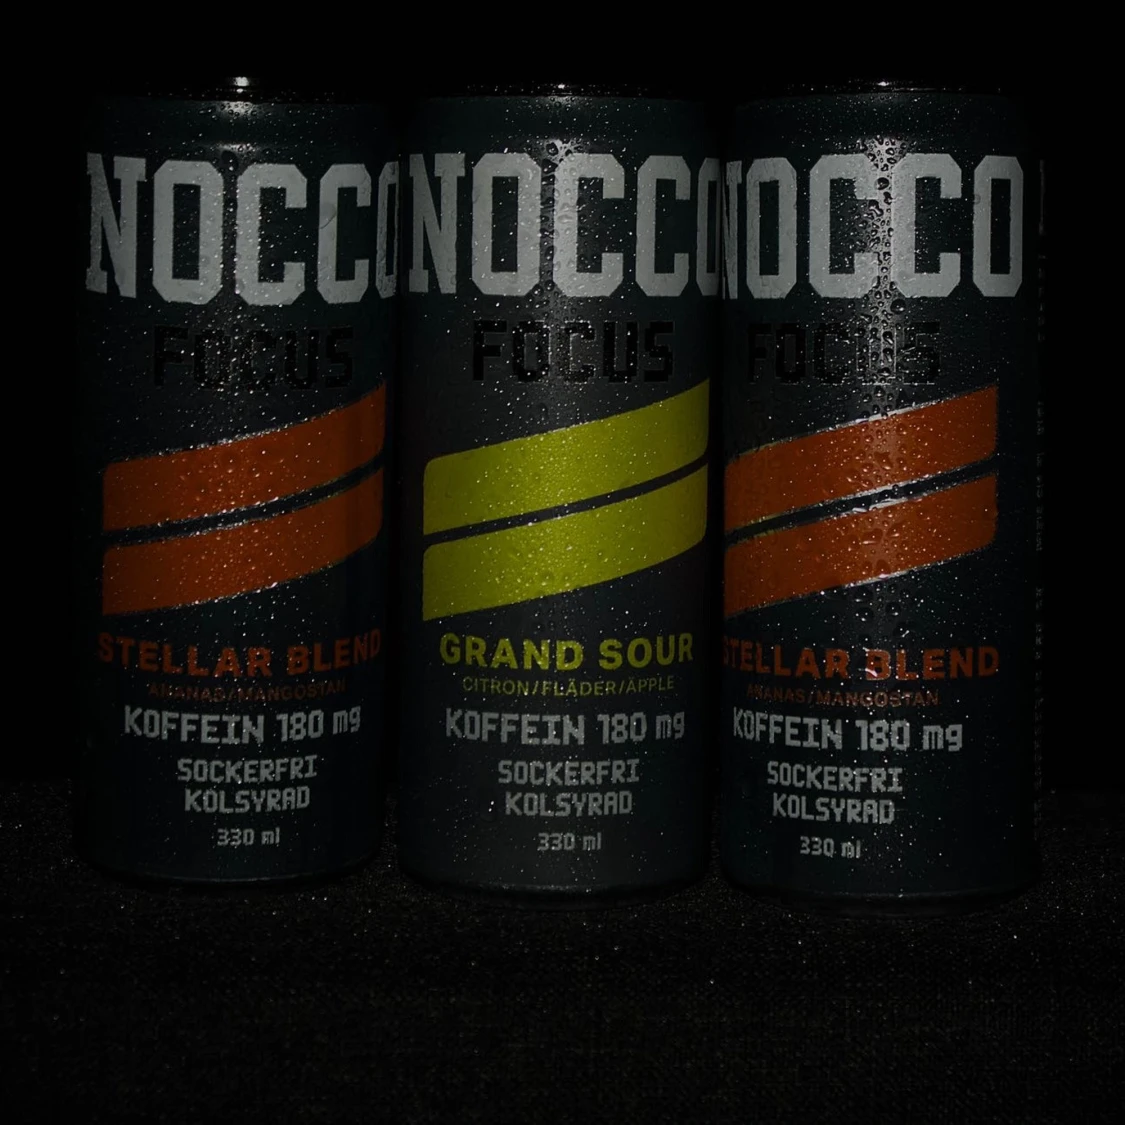 NOCCO
FOCUS
STELLAR BLEND
ANANAS/MANGOSTAN
KOFFEIN 180 mg
SOCKERFRI
KOLSYRAD
330 ml
NOCCO
FOCUS
GRAND SOUR
CITRON/FLÄDER/ÄPPLE
KOFFEIN 180 mg
SOCKERFRI
KOLSYRAD
330 ml
NOCCO
FOCUS
STELLAR BLEND
ANANAS/MANGOSTAN
KOFFEIN 180 mg
SOCKERFRI
KOLSYRAD
330 ml